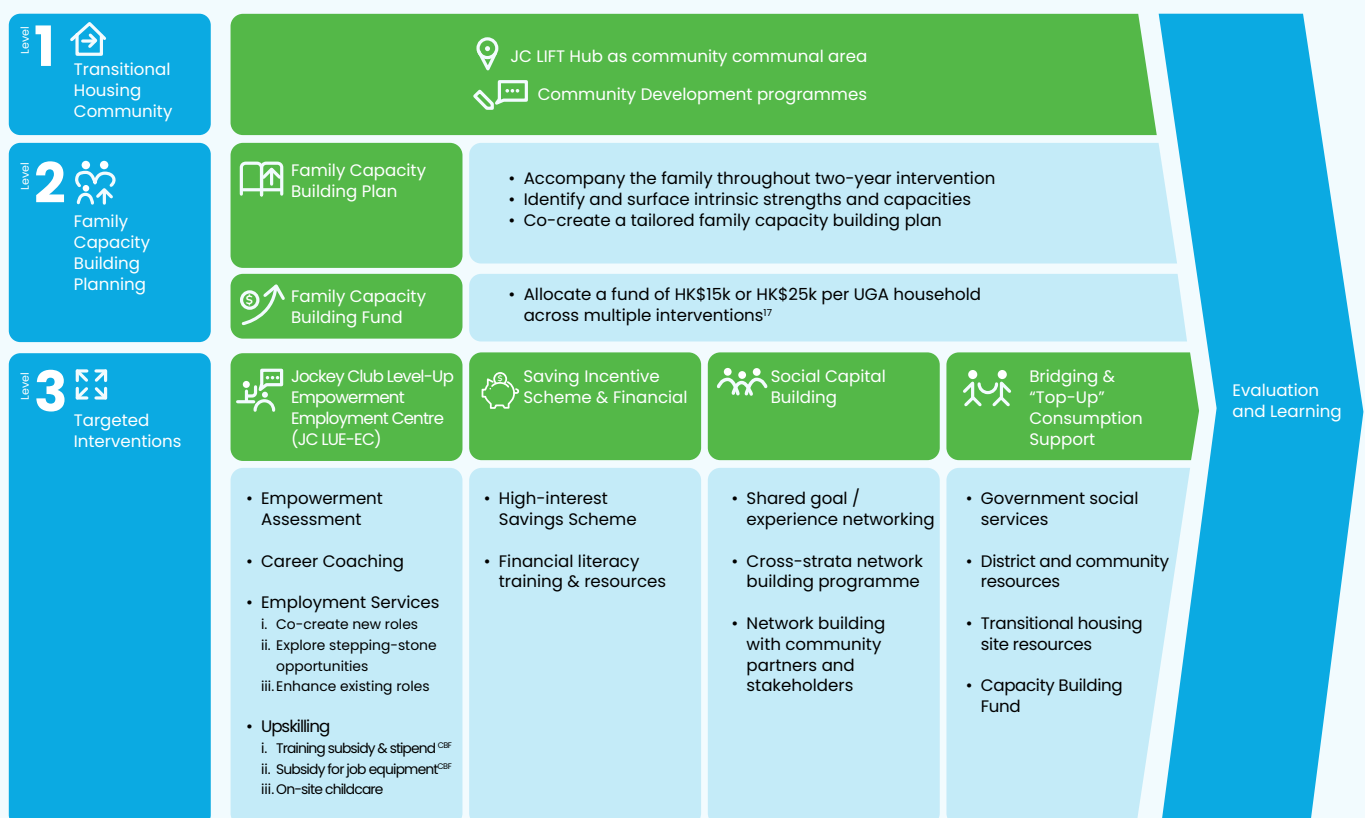 Level 1
Transitional
Housing
Community
JC LIFT Hub as community communal area
Community Development programmes
Level 2
Family
Capacity
Building
Planning
Family Capacity
Building Plan
• Accompany the family throughout two-year intervention
• Identify and surface intrinsic strengths and capacities
• Co-create a tailored family capacity building plan
Family Capacity
Building Fund
• Allocate a fund of HK$15k or HK$25k per UGA household
across multiple interventions17
Level 3
Targeted
Interventions
Jockey Club Level-Up
Empowerment
Employment Centre
(JC LUE-EC)
• Empowerment
Assessment
• Career Coaching
• Employment Services
i. Co-create new roles
ii. Explore stepping-stone
opportunities
iii. Enhance existing roles
• Upskilling
i. Training subsidy & stipend CBF
ii. Subsidy for job equipmentCBF
iii. On-site childcare
Saving Incentive
Scheme & Financial
• High-interest
Savings Scheme
• Financial literacy
training & resources
Social Capital
Building
• Shared goal /
experience networking
• Cross-strata network
building programme
• Network building
with community
partners and
stakeholders
Bridging &
“Top-Up”
Consumption
Support
• Government social
services
• District and community
resources
• Transitional housing
site resources
• Capacity Building
Fund
Evaluation
and Learning